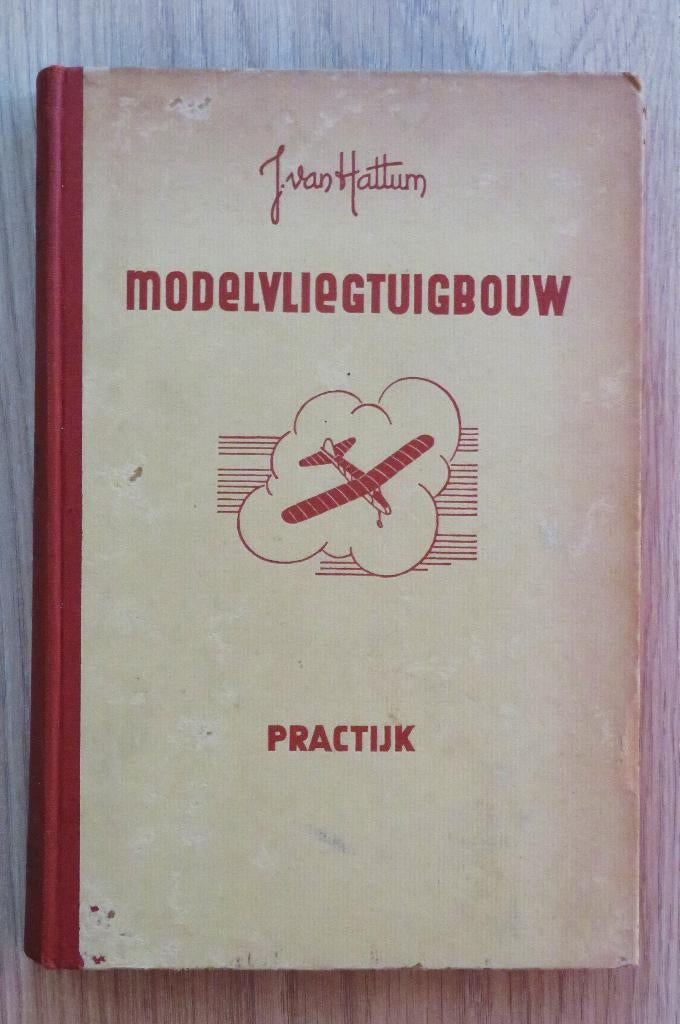 J. van Hattum
MODELVLIEGTUIGBOUW
PRACTIJK